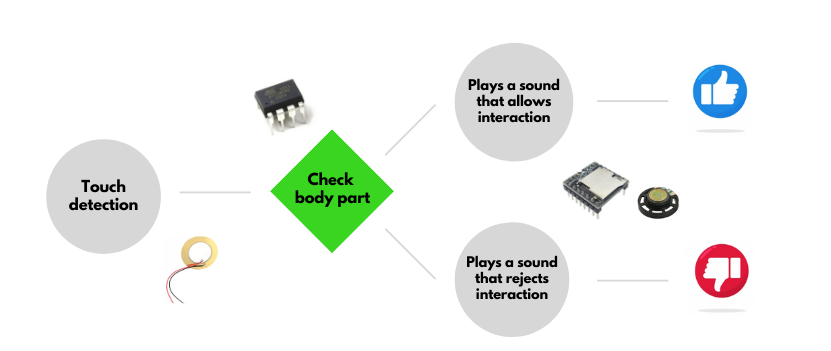 Touch
detection
Check
body part
Plays a sound
that allows
interaction
Plays a sound
that rejects
interaction